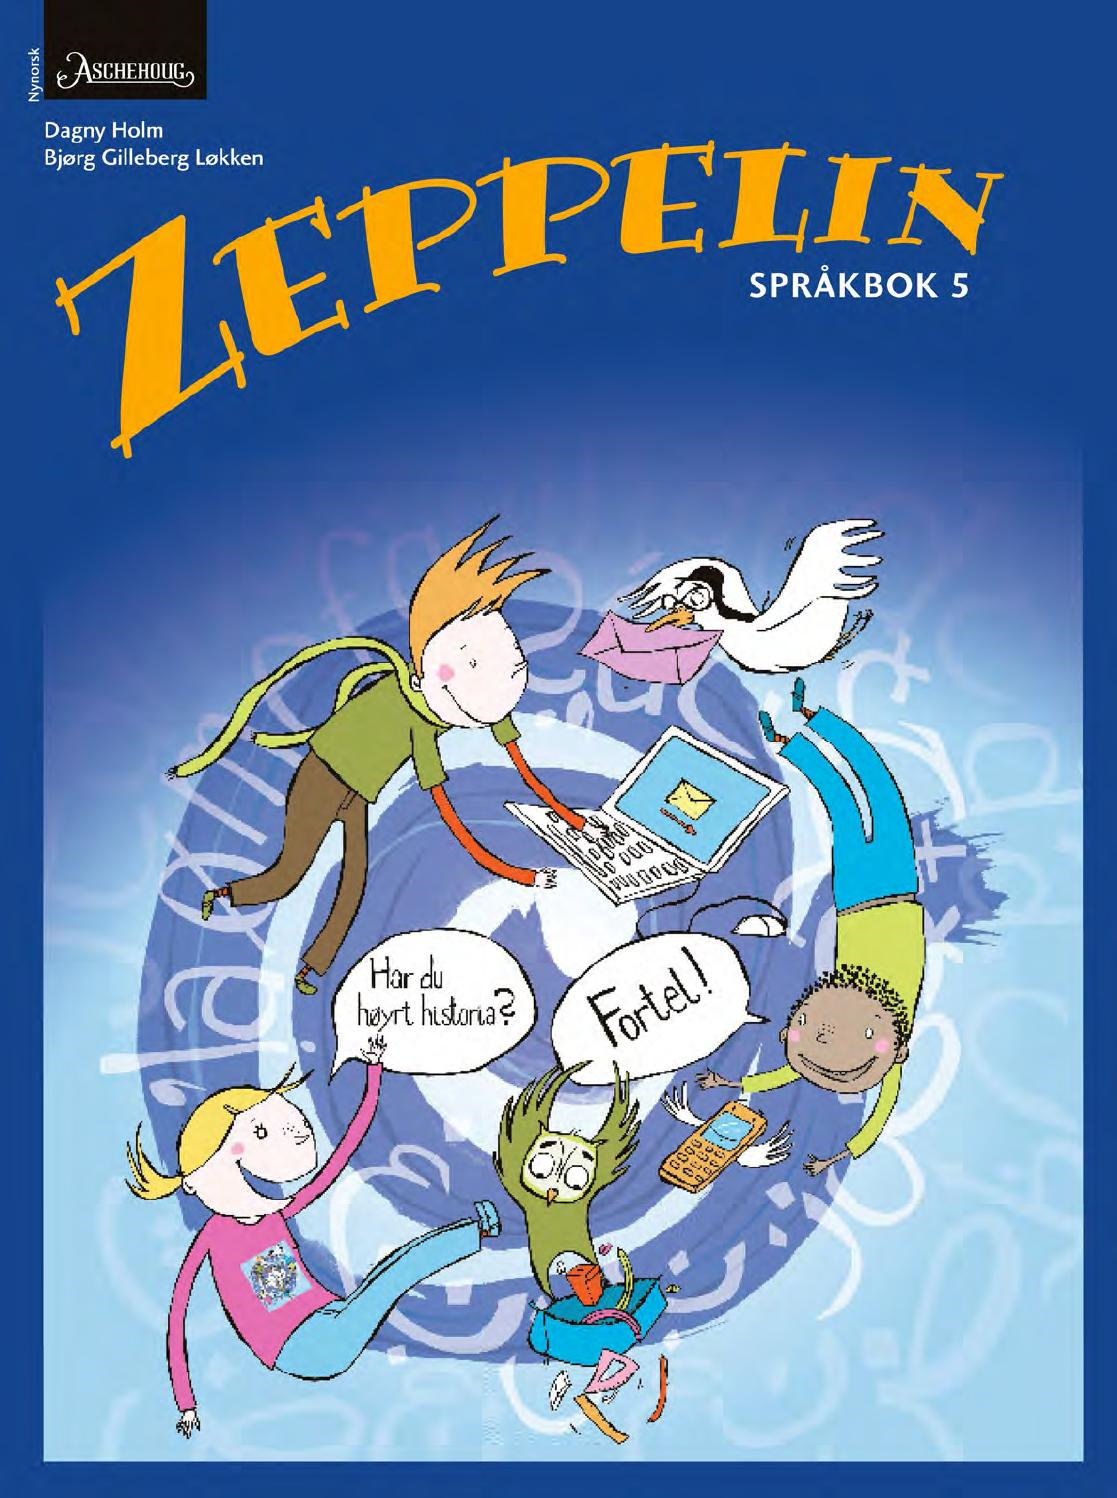 Nynorsk
ASCHEHOUG
Dagny Holm
Bjørg Gilleberg Løkken
ZEPPELIN
SPRÅKBOK 5
Har du
høyrt historia?
Fortel!